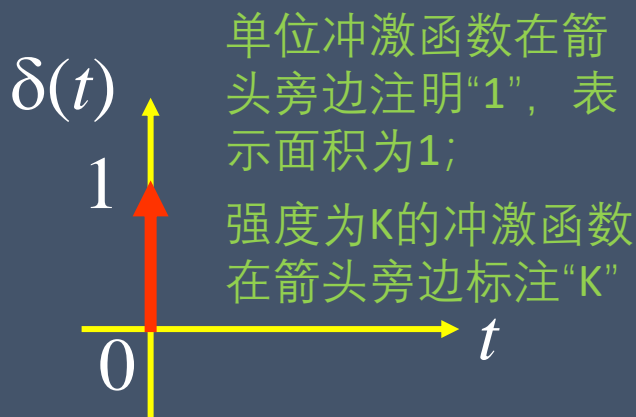 单位冲激函数在箭
头旁边注明“1”，表
示面积为1;
强度为K的冲激函数
在箭头旁边标注“K”
δ(t)
1
0
t